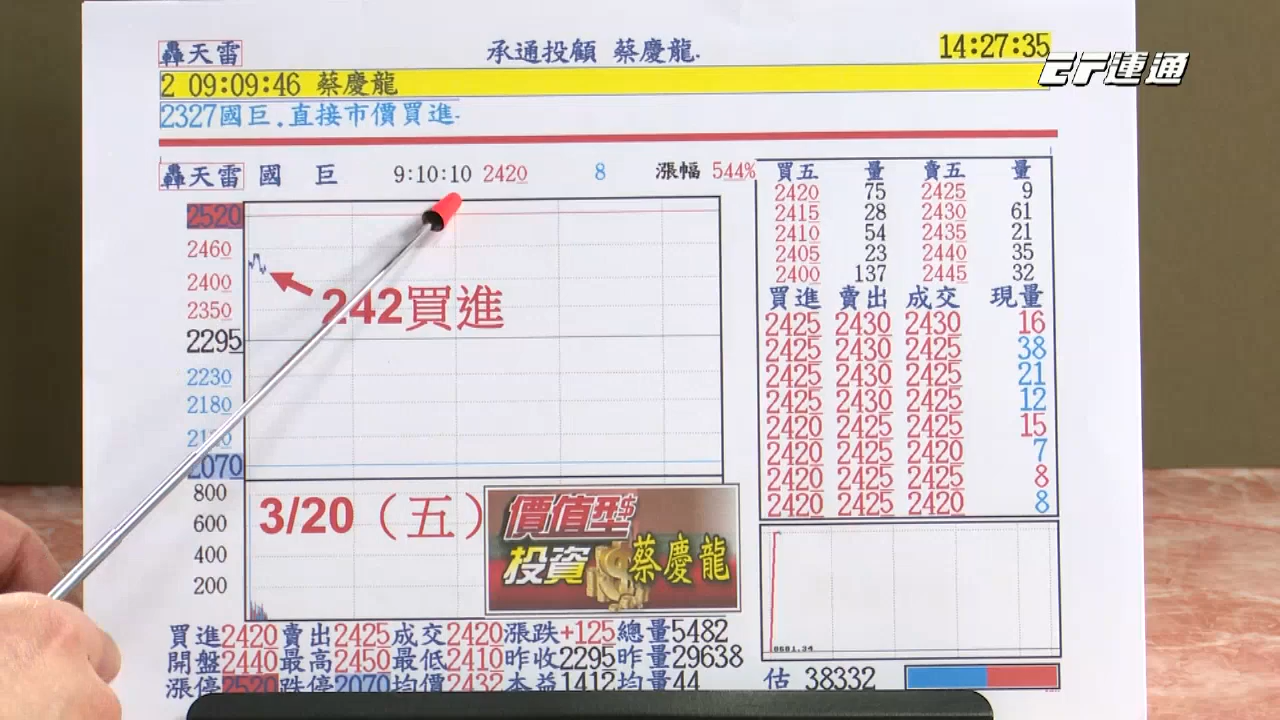 轟天雷 承通投顧 蔡慶龍. 14:27:35
EF運通
2 09:09:46 蔡慶龍
2327國巨.直接市價買進.
轟天雷 國 巨 9:10:10 2420 8 漲幅 544% 買五 量 賣五 量
2420 75 2425 9
2415 28 2430 61
2410 54 2435 21
2405 23 2440 35
2400 137 2445 32
買進 賣出 成交 現量
2425 2430 2430 16
2425 2430 2425 38
2425 2430 2425 21
2425 2430 2425 12
2420 2425 2425 15
2420 2425 2420 7
2420 2425 2425 8
2420 2425 2420 8
2520
2460
2400
2350
2295
2230
2180
2070
242買進
800
600
400
200
3/20（五）
價值型$
投資 蔡慶龍
買進2420賣出2425成交2420漲跌+125總量5482
開盤2440最高2450最低2410昨收2295昨量29638
漲停2520跌停2070均價2432本益1412均量44
8681.34
估 38332